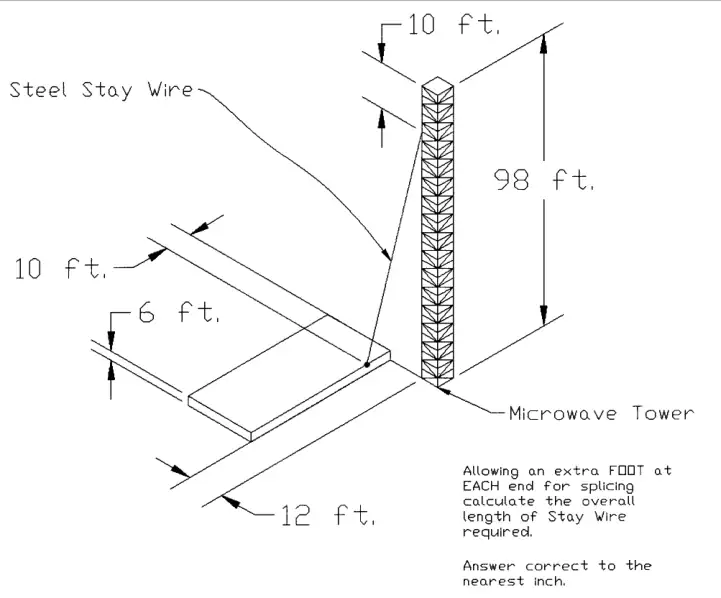 10 ft.
Steel Stay Wire
98 ft.
10 ft.
6 ft.
Microwave Tower
12 ft.
Allowing an extra FOOT at
EACH end for splicing
calculate the overall
length of Stay Wire
required.
Answer correct to the
nearest inch.